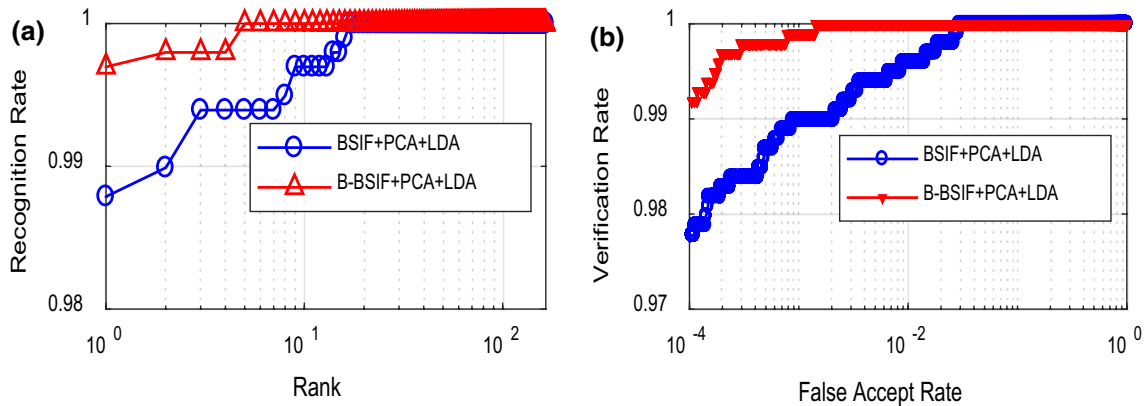 (a)
1
0.99
0.98
Recognition Rate
BSIF+PCA+LDA
B-BSIF+PCA+LDA
10^0
10^1
10^2
Rank
(b)
1
0.99
0.98
0.97
Verification Rate
BSIF+PCA+LDA
B-BSIF+PCA+LDA
10^-4
10^-2
10^0
False Accept Rate